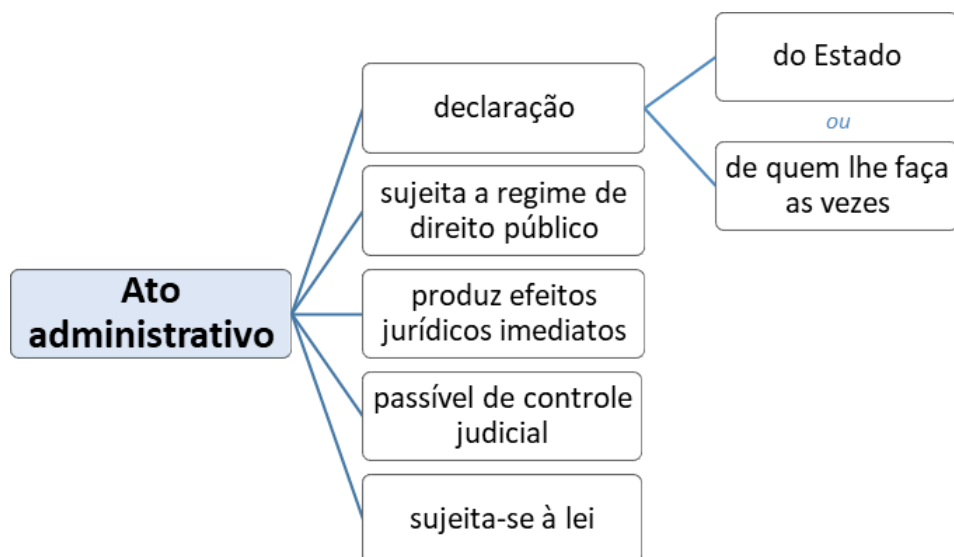 do Estado
declaração
ou
de quem lhe faça
as vezes
sujeita a regime de
direito público
Ato
administrativo
produz efeitos
jurídicos imediatos
passível de controle
judicial
sujeita-se à lei